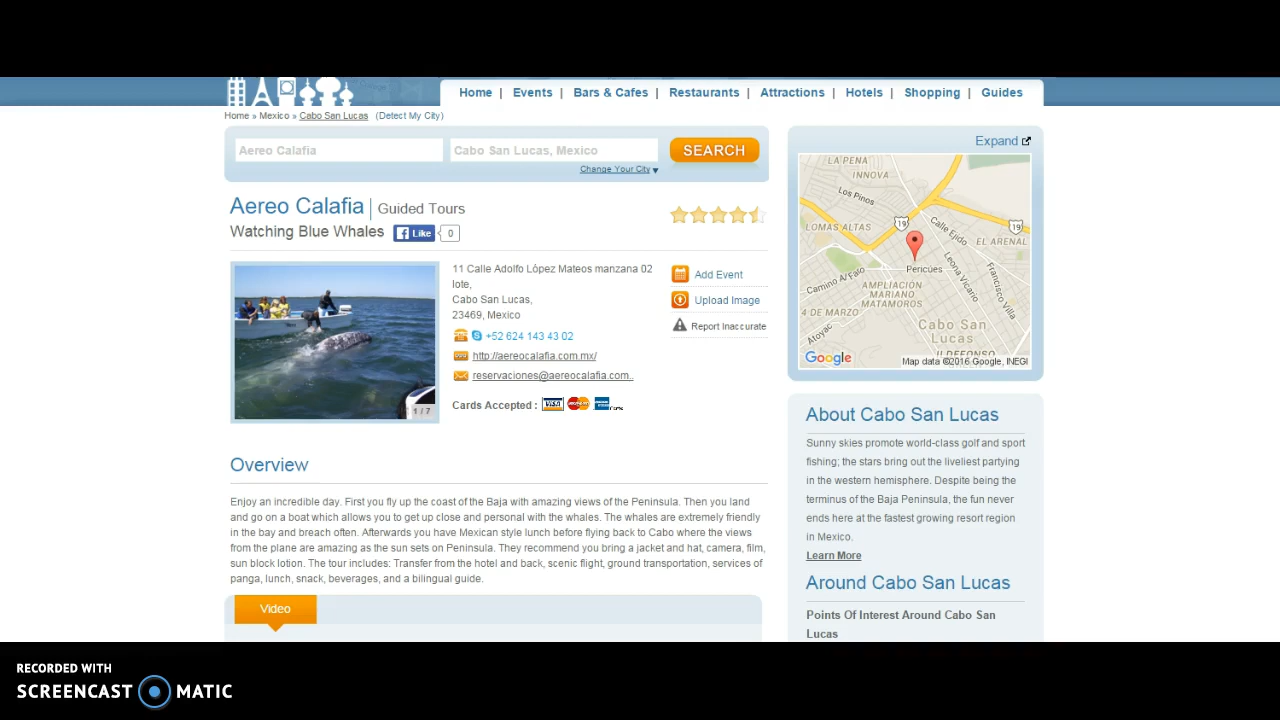 Home | Events | Bars & Cafes | Restaurants | Attractions | Hotels | Shopping | Guides
Home » Mexico » Cabo San Lucas (Detect My City)
Aereo Calafia
Cabo San Lucas, Mexico
SEARCH
Change Your City
Aereo Calafia | Guided Tours
Watching Blue Whales
Like 0
1 / 7
11 Calle Adolfo López Mateos manzana 02
lote,
Cabo San Lucas,
23469, Mexico
+52 624 143 43 02
http://aereocalafia.com.mx/
reservaciones@aereocalafia.com..
Cards Accepted :
VISA
Add Event
Upload Image
Report Inaccurate
Overview
Enjoy an incredible day. First you fly up the coast of the Baja with amazing views of the Peninsula. Then you land
and go on a boat which allows you to get up close and personal with the whales. The whales are extremely friendly
in the bay and breach often. Afterwards you have Mexican style lunch before flying back to Cabo where the views
from the plane are amazing as the sun sets on Peninsula. They recommend you bring a jacket and hat, camera, film,
sun block lotion. The tour includes: Transfer from the hotel and back, scenic flight, ground transportation, services of
panga, lunch, snack, beverages, and a bilingual guide.
Video
Expand
LA PENA
INNOVA
Los Pinos
LOMAS ALTAS
19
Calle Ejido
19
EL ARENAL
Pericúes
Camino Al Faro
Leona Vicario
Francisco Villa
AMPLIACIÓN
MARIANO
MATAMOROS
4 DE MARZO
Atoyac
Cabo San
Lucas
ILDEFONSO
Google
Map data ©2016 Google, INEGI
About Cabo San Lucas
Sunny skies promote world-class golf and sport
fishing; the stars bring out the liveliest partying
in the western hemisphere. Despite being the
terminus of the Baja Peninsula, the fun never
ends here at the fastest growing resort region
in Mexico.
Learn More
Around Cabo San Lucas
Points Of Interest Around Cabo San
Lucas
RECORDED WITH
SCREENCAST MATIC